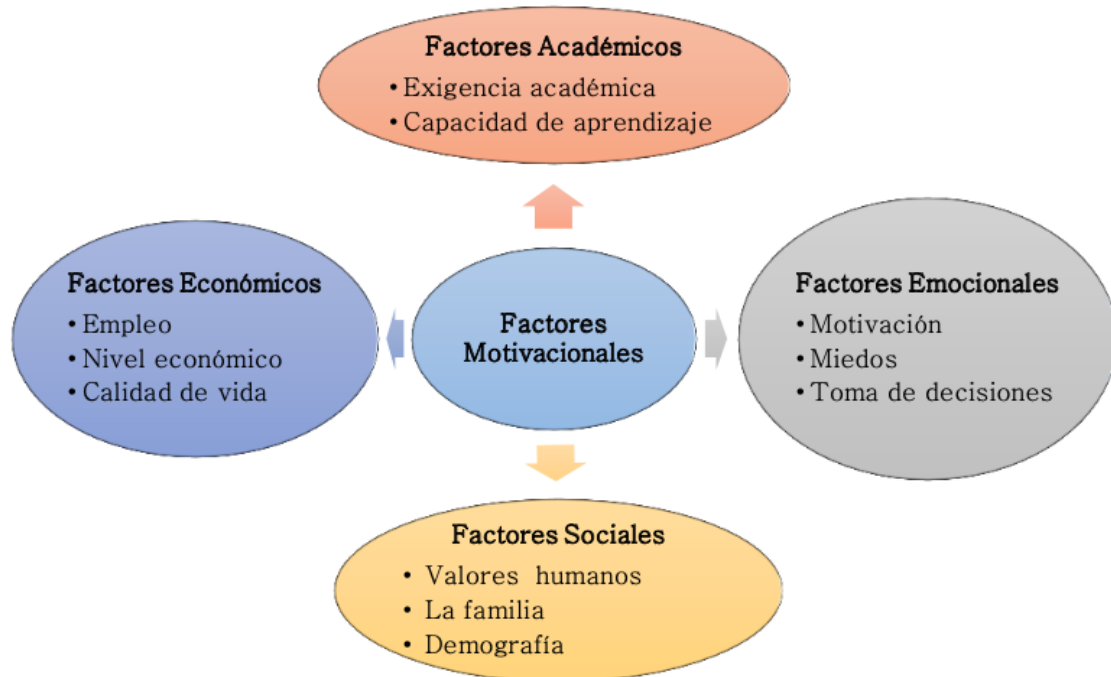 Factores Académicos
• Exigencia académica
• Capacidad de aprendizaje
Factores Económicos
• Empleo
• Nivel económico
• Calidad de vida
Factores
Motivacionales
Factores Emocionales
• Motivación
• Miedos
• Toma de decisiones
Factores Sociales
• Valores humanos
• La familia
• Demografía